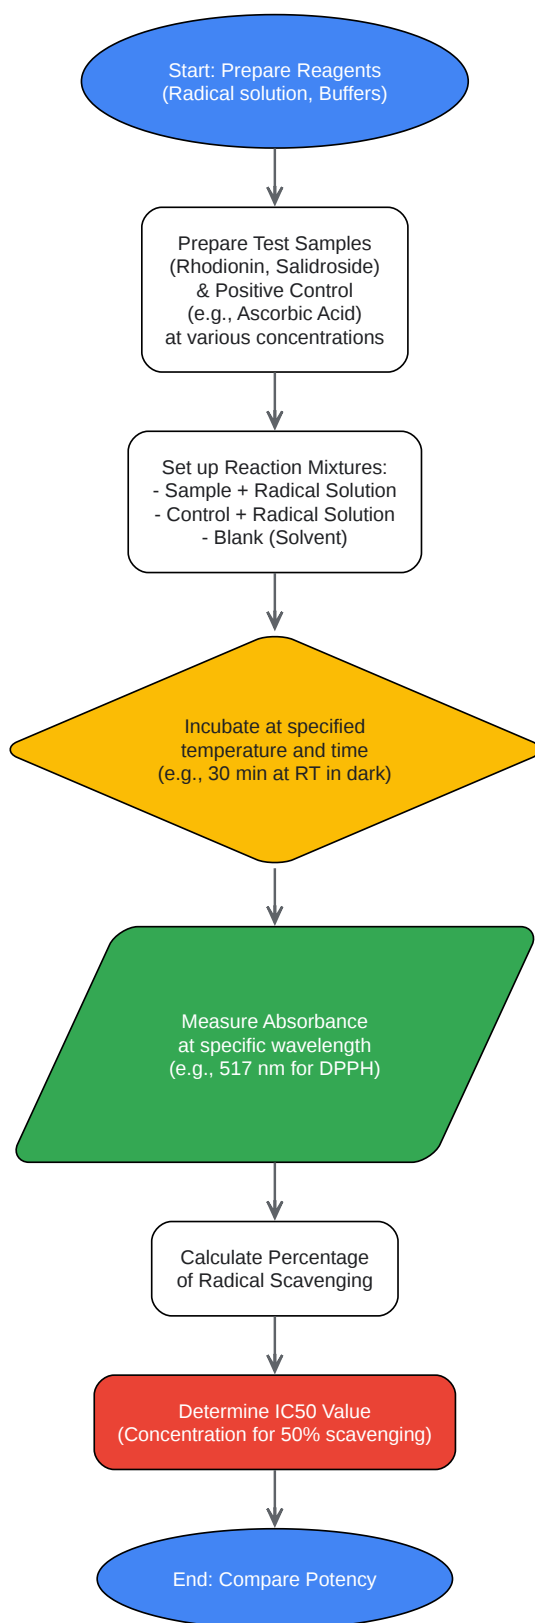 Start: Prepare Reagents
(Radical solution, Buffers)
Prepare Test Samples
(Rhodionin, Salidroside)
& Positive Control
(e.g., Ascorbic Acid)
at various concentrations
Set up Reaction Mixtures:
- Sample + Radical Solution
- Control + Radical Solution
- Blank (Solvent)
Incubate at specified
temperature and time
(e.g., 30 min at RT in dark)
Measure Absorbance
at specific wavelength
(e.g., 517 nm for DPPH)
Calculate Percentage
of Radical Scavenging
Determine IC50 Value
(Concentration for 50% scavenging)
End: Compare Potency